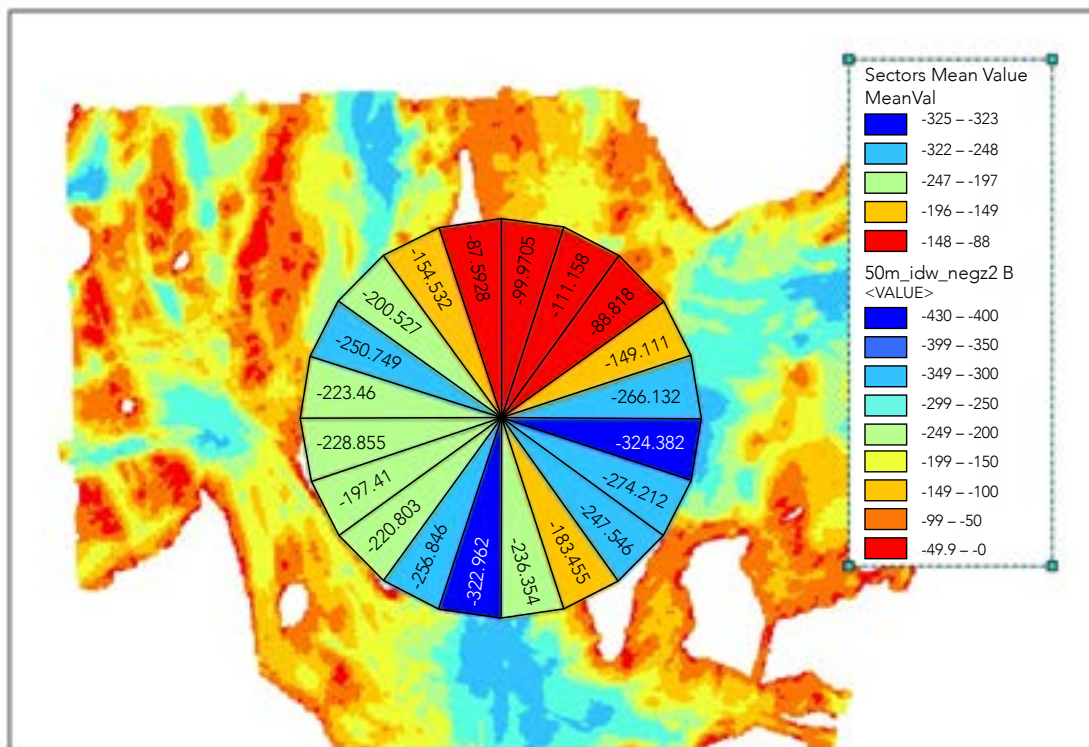 Sectors Mean Value
MeanVal
-325 – -323
-322 – -248
-247 – -197
-196 – -149
-148 – -88
50m_idw_negz2 B
<VALUE>
-430 – -400
-399 – -350
-349 – -300
-299 – -250
-249 – -200
-199 – -150
-149 – -100
-99 – -50
-49.9 – -0
-87.5928
-99.9705
-111.158
-88.818
-149.111
-266.132
-324.382
-274.212
-247.546
-183.455
-236.354
-322.962
-256.846
-220.803
-197.41
-228.855
-223.46
-250.749
-200.527
-154.532